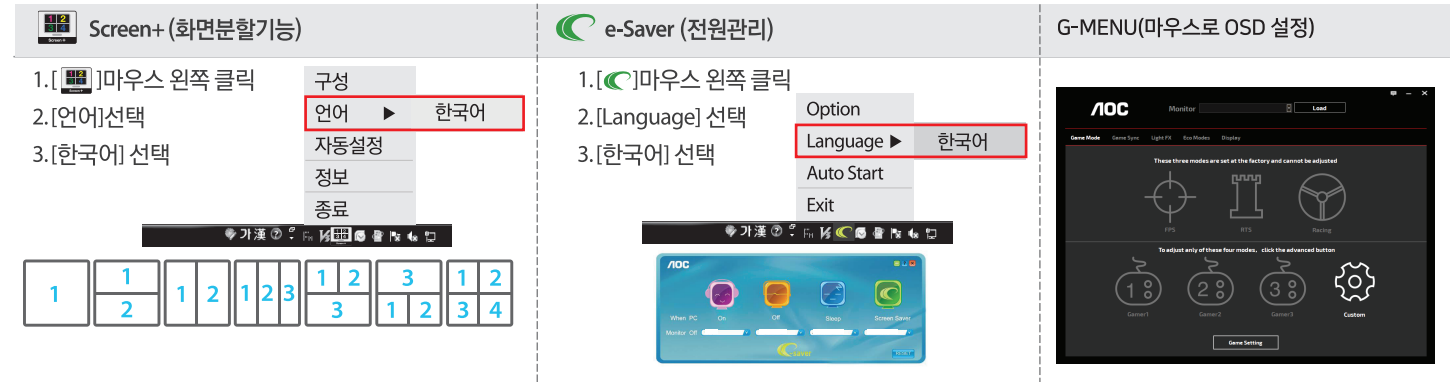 Screen+ (화면분할기능)
1.[ ]마우스 왼쪽 클릭
2.[언어]선택
3.[한국어] 선택
구성
언어 ▶ 한국어
자동설정
정보
종료
가 漢
1
1
2
1 2
1 2 3
1 2
3
3
1 2
1 2
3 4
e-Saver (전원관리)
1.[ ]마우스 왼쪽 클릭
2.[Language] 선택
3.[한국어] 선택
Option
Language ▶ 한국어
Auto Start
Exit
가 漢
AOC
When PC On Off Sleep Screen Saver
Monitor Off
e-saver
RESET
G-MENU(마우스로 OSD 설정)
AOC Monitor Load
Game Mode Game Sync Light FX Eco Modes Display
These three modes are set at the factory and cannot be adjusted
FPS RTS Racing
To adjust only of these four modes, click the advanced button
1 2 3
Gamer1 Gamer2 Gamer3 Custom
Game Setting